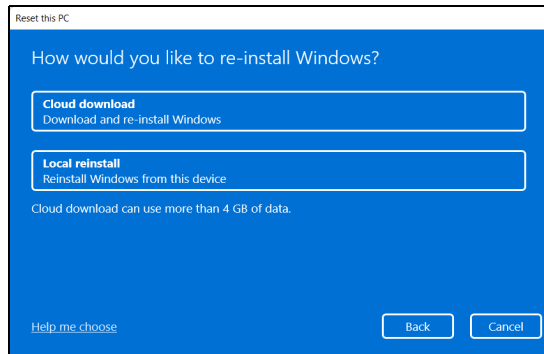 Reset this PC
How would you like to re-install Windows?
Cloud download
Download and re-install Windows
Local reinstall
Reinstall Windows from this device
Cloud download can use more than 4 GB of data.
Help me choose
Back
Cancel